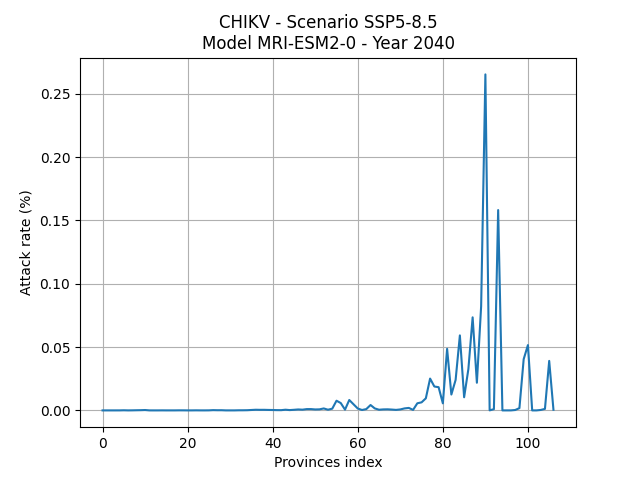 CHIKV - Scenario SSP5-8.5
Model MRI-ESM2-0 - Year 2040
Attack rate (%)
0.25
0.20
0.15
0.10
0.05
0.00
0 20 40 60 80 100
Provinces index